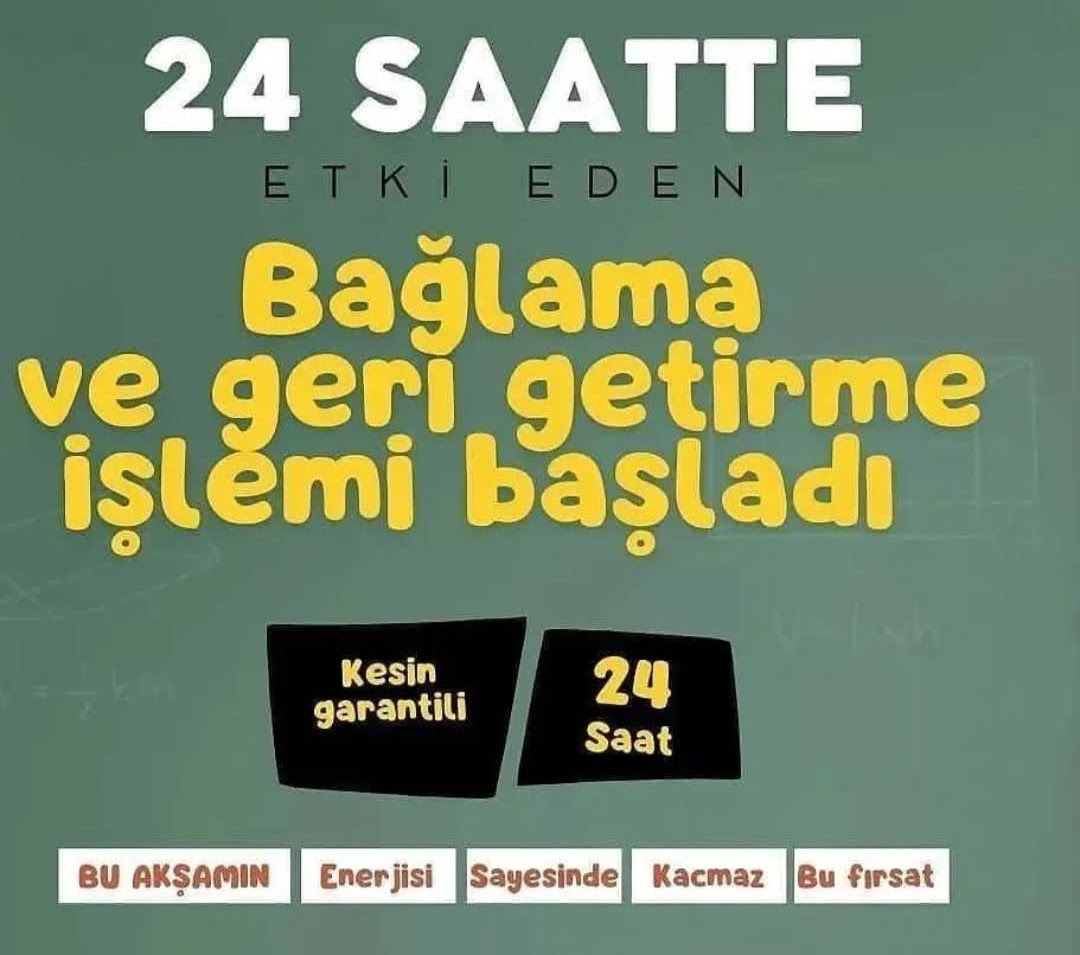 24 SAATTE
ETKİ EDEN
Bağlama
ve geri getirme
işlemi başladı
Kesin
garantili
24
Saat
BU AKŞAMIN Enerjisi Sayesinde Kacmaz Bu fırsat